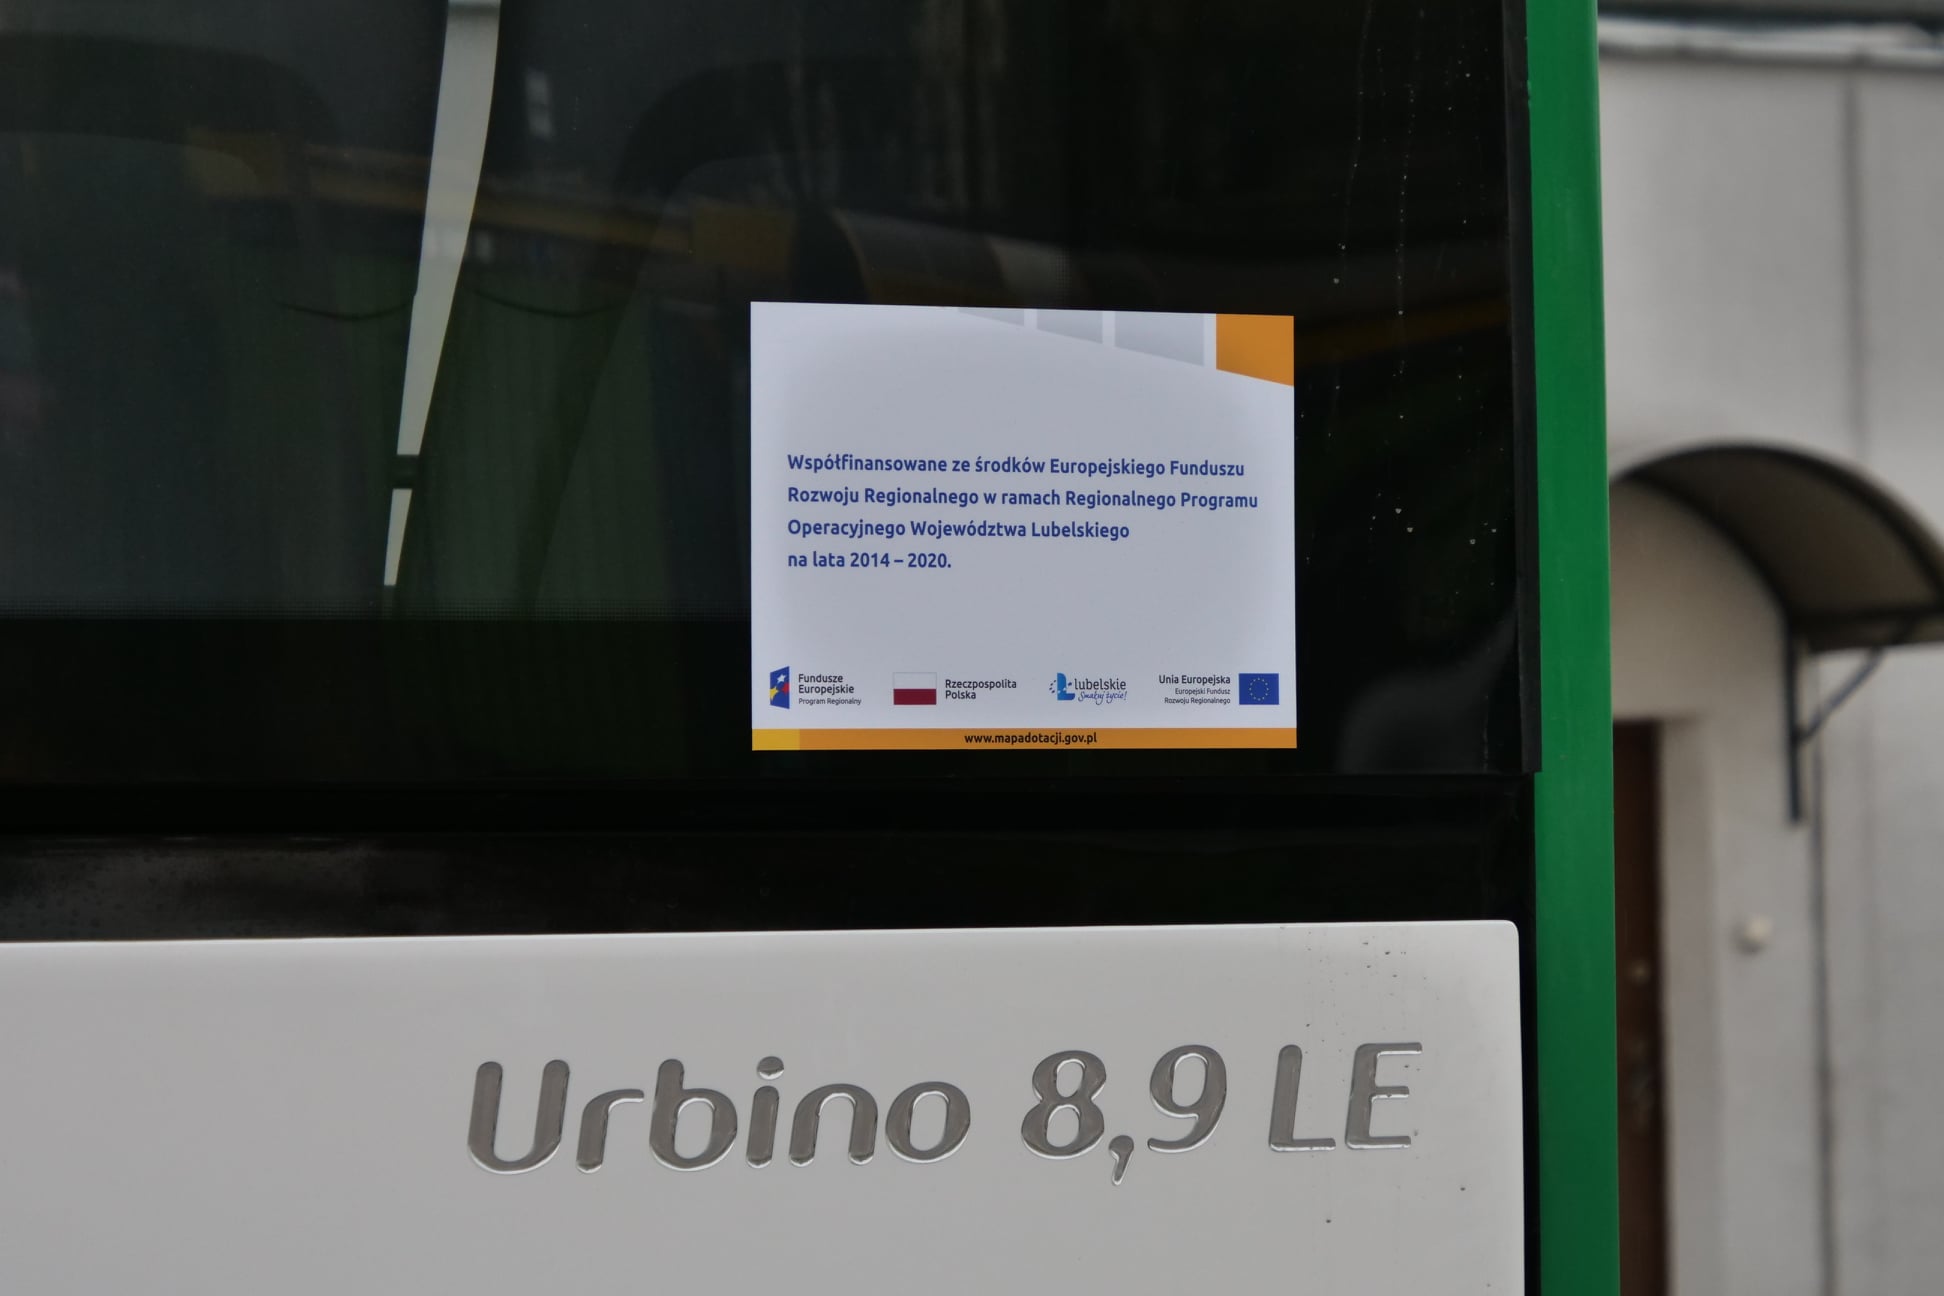 Współfinansowane ze środków Europejskiego Funduszu
Rozwoju Regionalnego w ramach Regionalnego Programu
Operacyjnego Województwa Lubelskiego
na lata 2014 – 2020.
Fundusze
Europejskie
Program Regionalny
Rzeczpospolita
Polska
lubelskie
Smakuj życie!
Unia Europejska
Europejski Fundusz
Rozwoju Regionalnego
www.mapadotacji.gov.pl
Urbino 8,9 LE